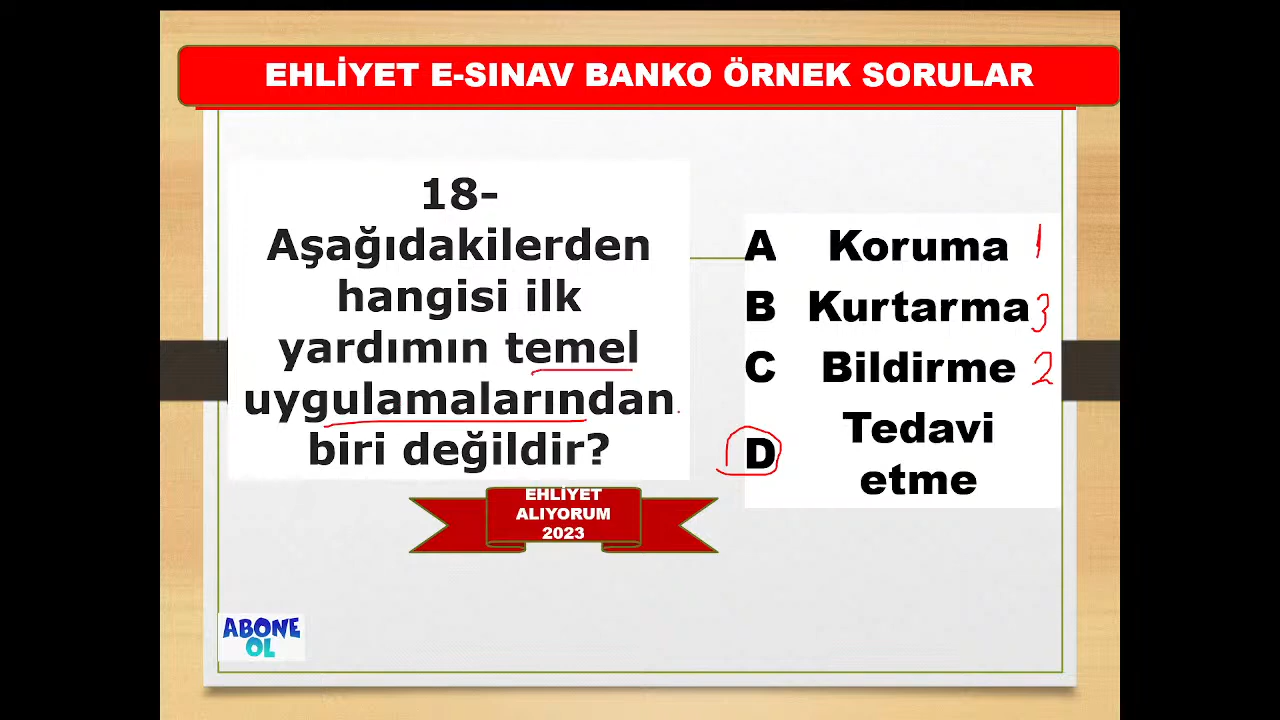 EHLİYET E-SINAV BANKO ÖRNEK SORULAR
18-
Aşağıdakilerden
hangisi ilk
yardımın temel
uygulamalarından
biri değildir?
A Koruma 1
B Kurtarma 3
C Bildirme 2
D Tedavi
etme
EHLİYET
ALIYORUM
2023
ABONE
OL